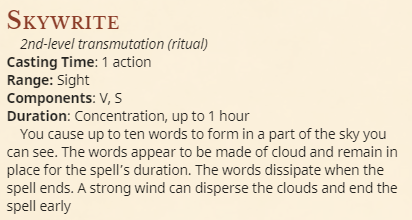 SKYWRITE
2nd-level transmutation (ritual)
Casting Time: 1 action
Range: Sight
Components: V, S
Duration: Concentration, up to 1 hour
You cause up to ten words to form in a part of the sky you
can see. The words appear to be made of cloud and remain in
place for the spell’s duration. The words dissipate when the
spell ends. A strong wind can disperse the clouds and end the
spell early